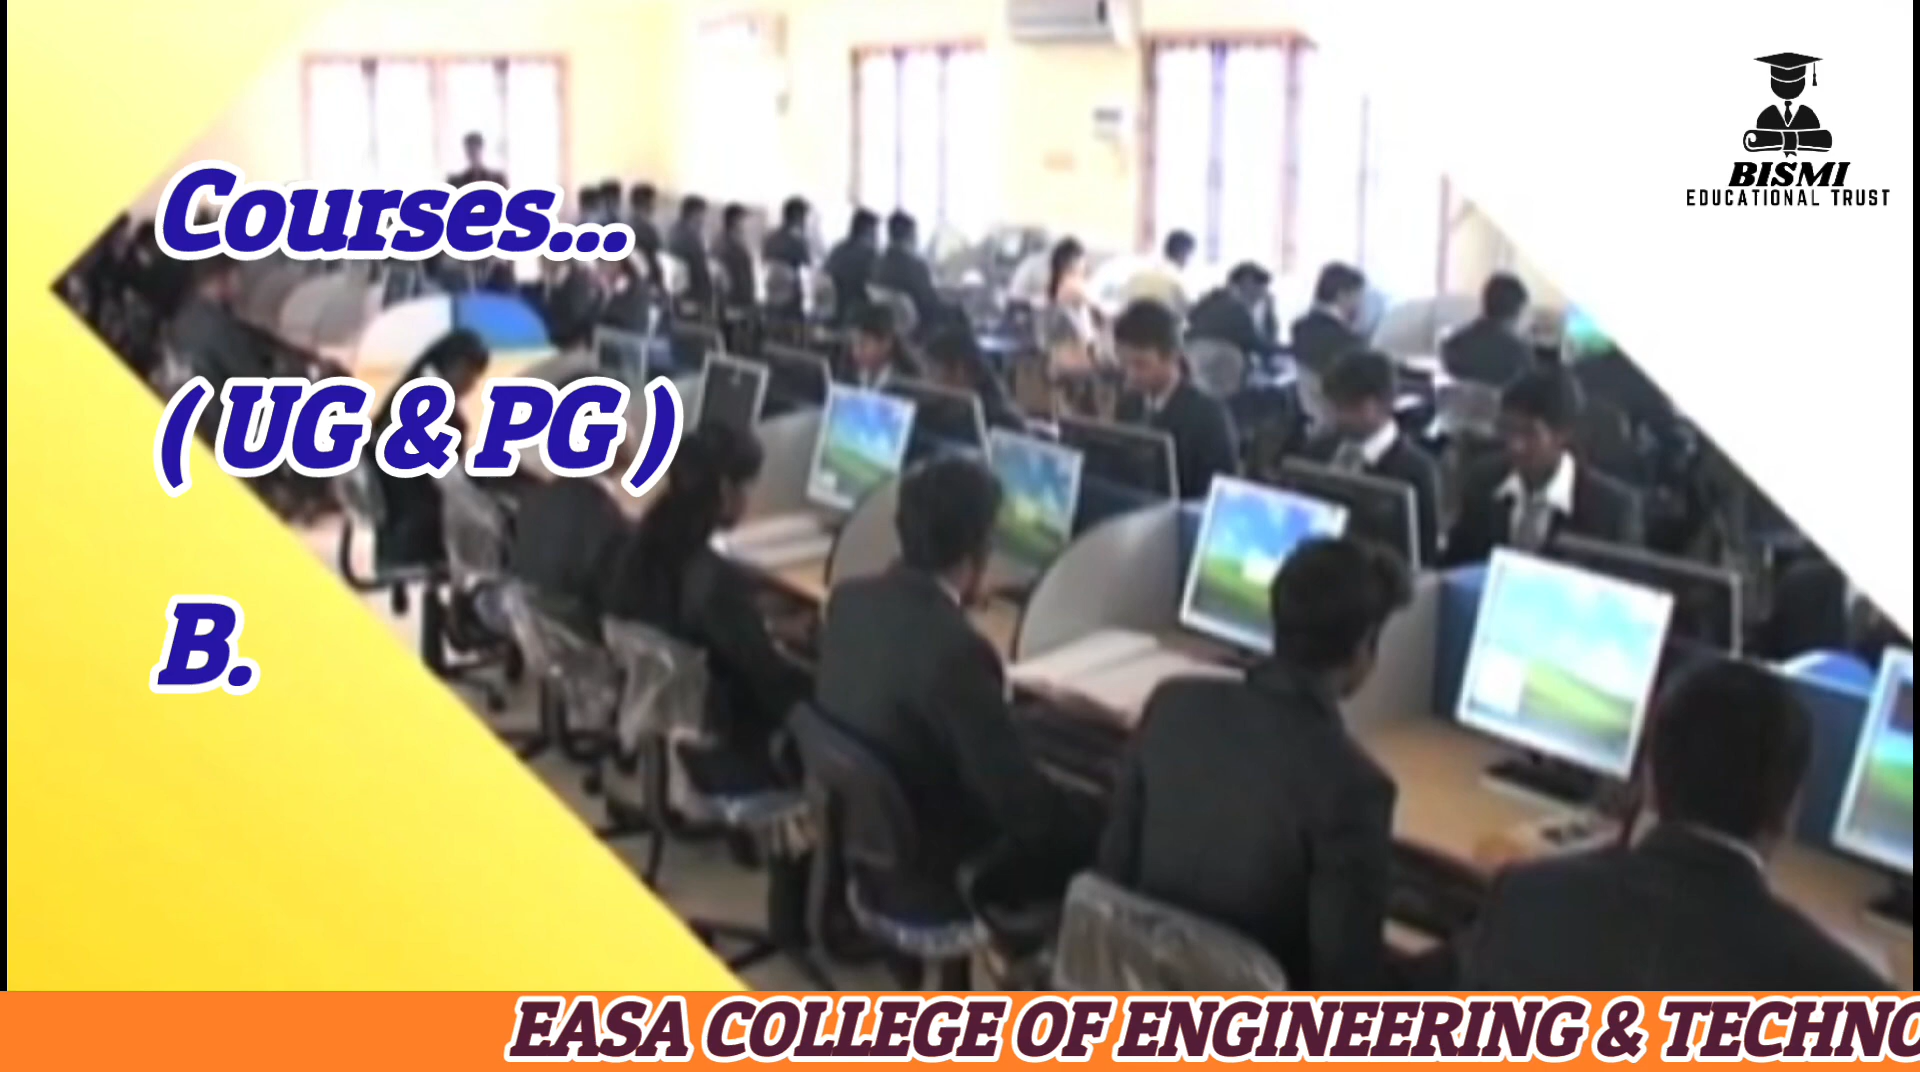 Courses...
( UG & PG )
B.
BISMI
EDUCATIONAL TRUST
EASA COLLEGE OF ENGINEERING & TECHNO